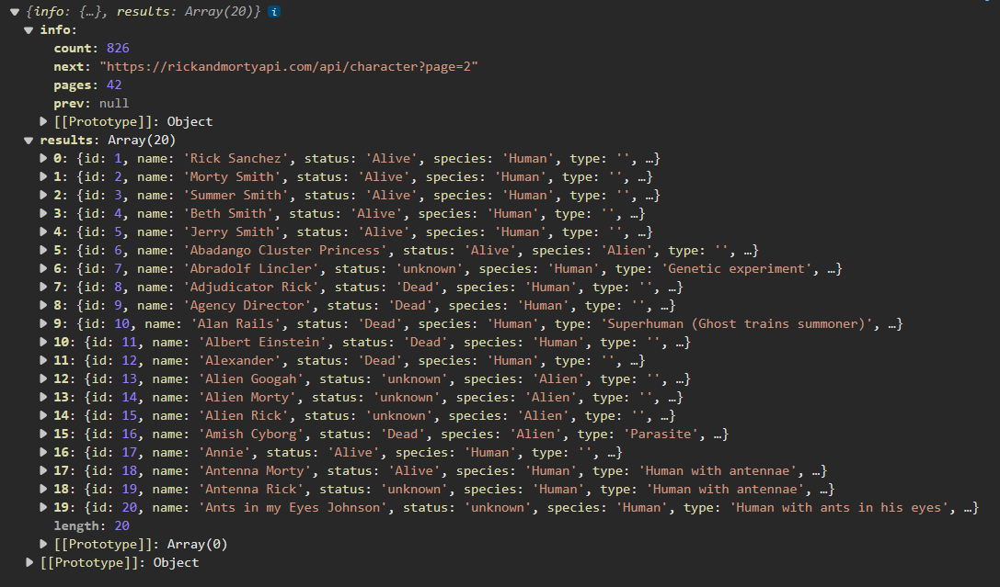 ▼ {info: {…}, results: Array(20)} i
▼ info:
count: 826
next: "https://rickandmortyapi.com/api/character?page=2"
pages: 42
prev: null
▶ [[Prototype]]: Object
▼ results: Array(20)
▶ 0: {id: 1, name: 'Rick Sanchez', status: 'Alive', species: 'Human', type: '', …}
▶ 1: {id: 2, name: 'Morty Smith', status: 'Alive', species: 'Human', type: '', …}
▶ 2: {id: 3, name: 'Summer Smith', status: 'Alive', species: 'Human', type: '', …}
▶ 3: {id: 4, name: 'Beth Smith', status: 'Alive', species: 'Human', type: '', …}
▶ 4: {id: 5, name: 'Jerry Smith', status: 'Alive', species: 'Human', type: '', …}
▶ 5: {id: 6, name: 'Abadango Cluster Princess', status: 'Alive', species: 'Alien', type: '', …}
▶ 6: {id: 7, name: 'Abradolf Lincler', status: 'unknown', species: 'Human', type: 'Genetic experiment', …}
▶ 7: {id: 8, name: 'Adjudicator Rick', status: 'Dead', species: 'Human', type: '', …}
▶ 8: {id: 9, name: 'Agency Director', status: 'Dead', species: 'Human', type: '', …}
▶ 9: {id: 10, name: 'Alan Rails', status: 'Dead', species: 'Human', type: 'Superhuman (Ghost trains summoner)', …}
▶ 10: {id: 11, name: 'Albert Einstein', status: 'Dead', species: 'Human', type: '', …}
▶ 11: {id: 12, name: 'Alexander', status: 'Dead', species: 'Human', type: '', …}
▶ 12: {id: 13, name: 'Alien Googah', status: 'unknown', species: 'Alien', type: '', …}
▶ 13: {id: 14, name: 'Alien Morty', status: 'unknown', species: 'Alien', type: '', …}
▶ 14: {id: 15, name: 'Alien Rick', status: 'unknown', species: 'Alien', type: '', …}
▶ 15: {id: 16, name: 'Amish Cyborg', status: 'Dead', species: 'Alien', type: 'Parasite', …}
▶ 16: {id: 17, name: 'Annie', status: 'Alive', species: 'Human', type: '', …}
▶ 17: {id: 18, name: 'Antenna Morty', status: 'Alive', species: 'Human', type: 'Human with antennae', …}
▶ 18: {id: 19, name: 'Antenna Rick', status: 'unknown', species: 'Human', type: 'Human with antennae', …}
▶ 19: {id: 20, name: 'Ants in my Eyes Johnson', status: 'unknown', species: 'Human', type: 'Human with ants in his eyes', …}
length: 20
▶ [[Prototype]]: Array(0)
▶ [[Prototype]]: Object